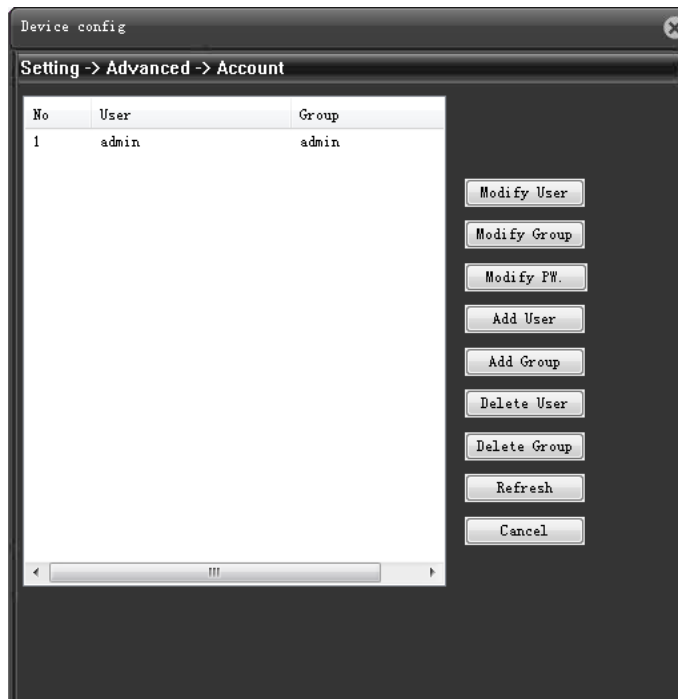 Device config
Setting -> Advanced -> Account
No User Group
1 admin admin
Modify User
Modify Group
Modify PW.
Add User
Add Group
Delete User
Delete Group
Refresh
Cancel